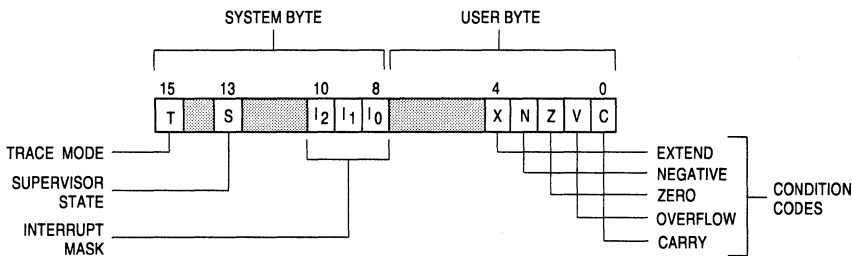 SYSTEM BYTE USER BYTE
15 13 10 8 4 0
T S I2 I1 I0 X N Z V C
TRACE MODE
SUPERVISOR
STATE
INTERRUPT
MASK
EXTEND
NEGATIVE
ZERO
OVERFLOW
CARRY
CONDITION
CODES